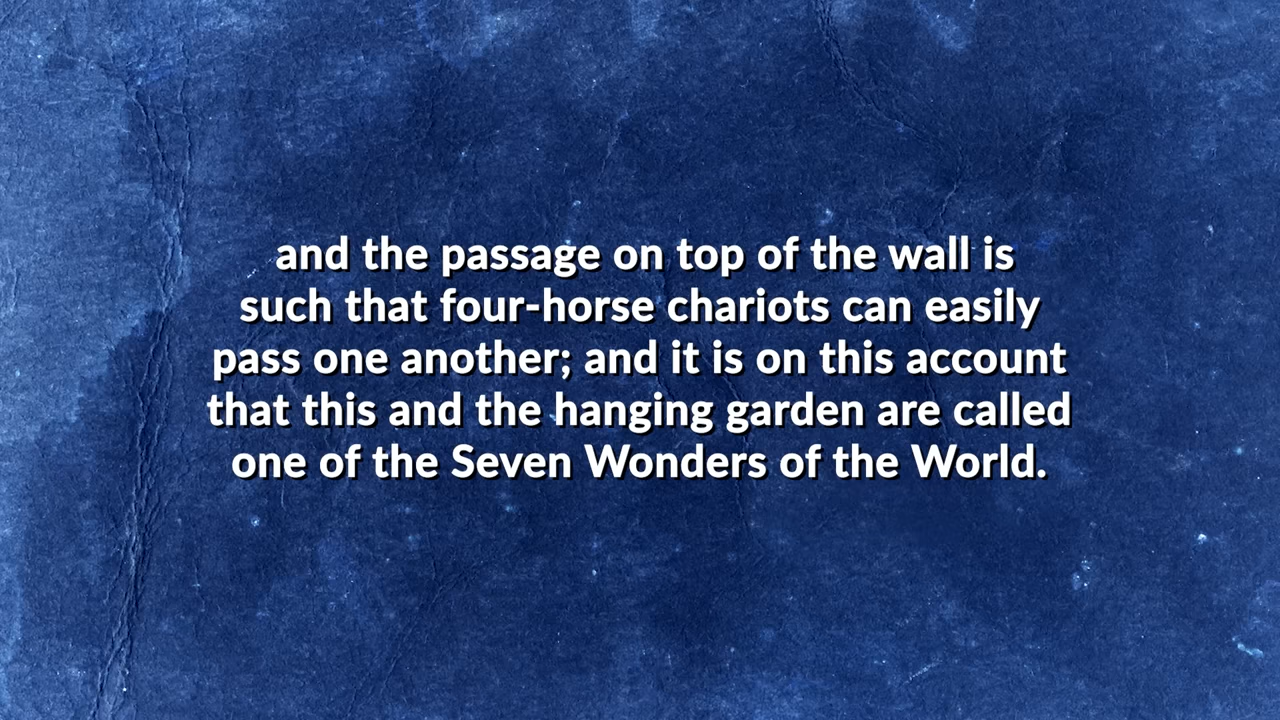 and the passage on top of the wall is
such that four-horse chariots can easily
pass one another; and it is on this account
that this and the hanging garden are called
one of the Seven Wonders of the World.